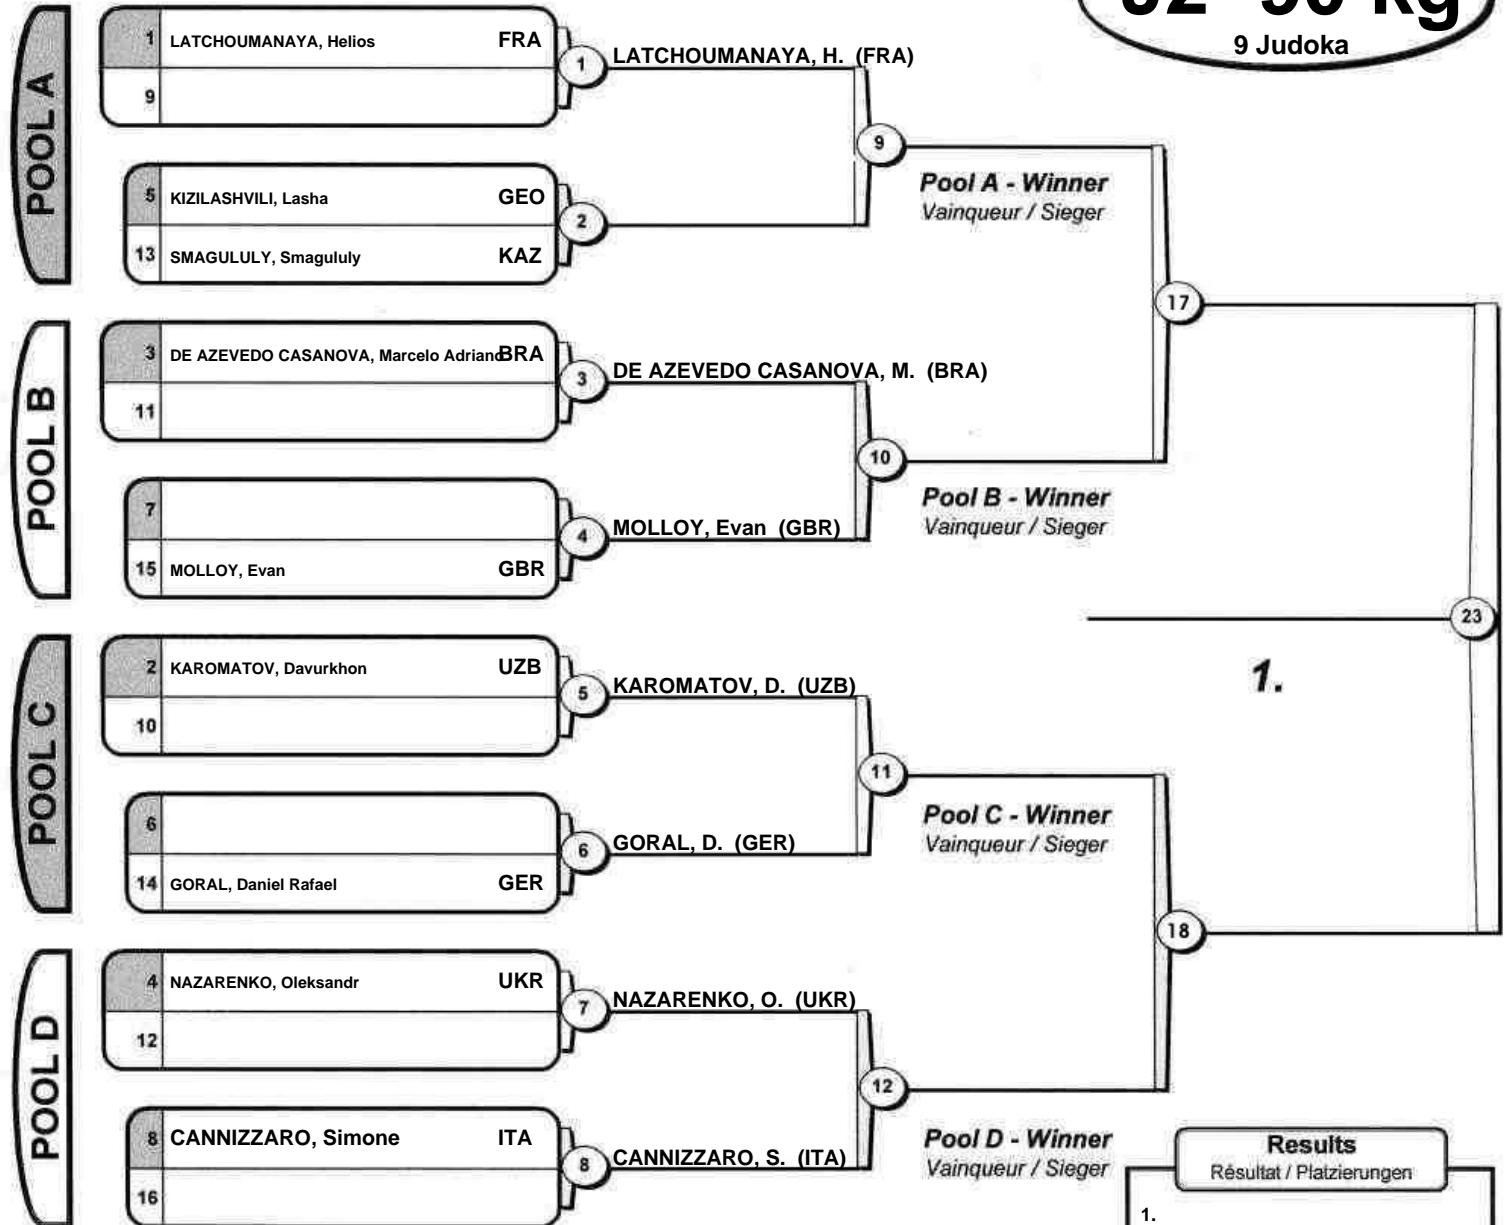 J2 -90 kg
9 Judoka
POOL A
1 LATCHOUMANAYA, Helios FRA
9
1
LATCHOUMANAYA, H. (FRA)
5 KIZILASHVILI, Lasha GEO
13 SMAGULULY, Smagululy KAZ
2
9
Pool A - Winner
Vainqueur / Sieger
POOL B
3 DE AZEVEDO CASANOVA, Marcelo Adriano BRA
11
3
DE AZEVEDO CASANOVA, M. (BRA)
7
15 MOLLOY, Evan GBR
4
MOLLOY, Evan (GBR)
10
Pool B - Winner
Vainqueur / Sieger
17
POOL C
2 KAROMATOV, Davurkhon UZB
10
5
KAROMATOV, D. (UZB)
6
14 GORAL, Daniel Rafael GER
6
GORAL, D. (GER)
11
Pool C - Winner
Vainqueur / Sieger
POOL D
4 NAZARENKO, Oleksandr UKR
12
7
NAZARENKO, O. (UKR)
8 CANNIZZARO, Simone ITA
16
8
CANNIZZARO, S. (ITA)
12
Pool D - Winner
Vainqueur / Sieger
18
23
1.
Results
Résultat / Platzierungen
1.